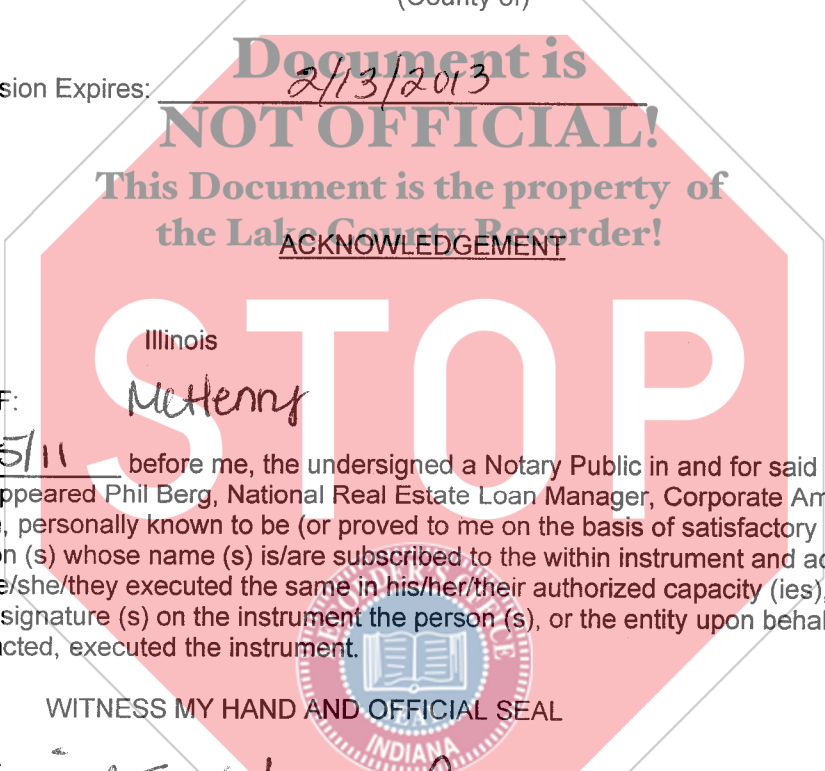 (County of)
Document is
sion Expires: 2/13/2013
NOT OFFICIAL!
This Document is the property of
the Lake County Recorder!
ACKNOWLEDGEMENT
STOP
Illinois
F: McHenry
5/11 before me, the undersigned a Notary Public in and for said
ppeared Phil Berg, National Real Estate Loan Manager, Corporate Am
, personally known to be (or proved to me on the basis of satisfactory
n (s) whose name (s) is/are subscribed to the within instrument and ac
e/she/they executed the same in his/her/their authorized capacity (ies),
signature (s) on the instrument the person (s), or the entity upon behal
cted, executed the instrument.
WITNESS MY HAND AND OFFICIAL SEAL
INDIANA